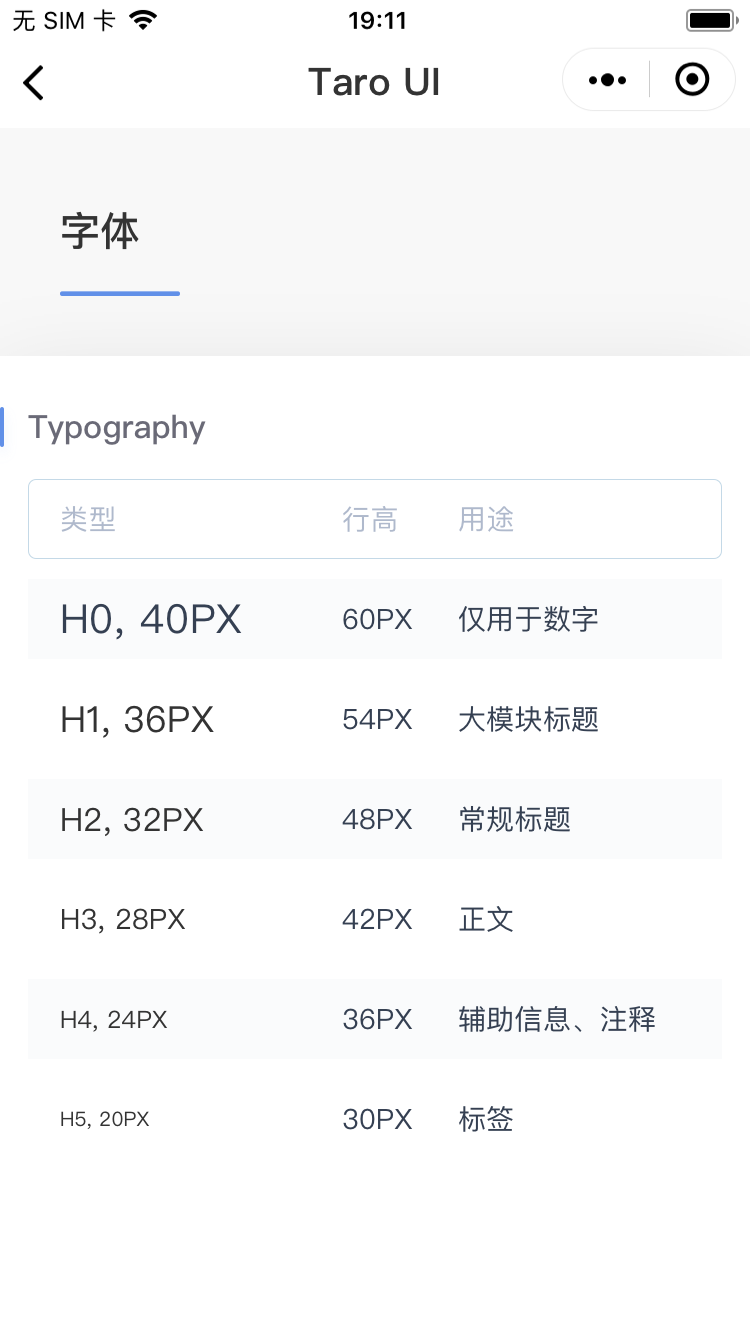 无 SIM 卡 19:11
Taro UI
字体
Typography
类型 行高 用途
H0, 40PX 60PX 仅用于数字
H1, 36PX 54PX 大模块标题
H2, 32PX 48PX 常规标题
H3, 28PX 42PX 正文
H4, 24PX 36PX 辅助信息、注释
H5, 20PX 30PX 标签